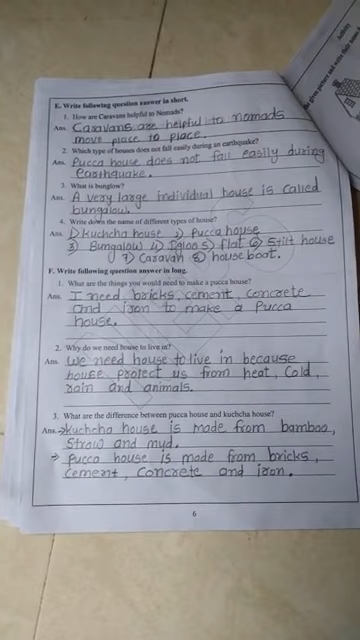 E. Write following question answer in short.
1. How are Caravans helpful to Nomads?
Ans. Caravans are helpful to nomads
move place to place.
2. Which type of houses does not fall easily during an earthquake?
Ans. Pucca house does not fall easily during
earthquake.
3. What is bunglow?
Ans. A very large individual house is called
bungalow.
4. Write down the name of different types of house?
Ans. 1) kuchcha house 2) pucca house
3) Bungalow 4) Igloo 5) flat 6) Stilt house
7) Caravan 8) house boat.
F. Write following question answer in long.
1. What are the things you would need to make a pucca house?
Ans. I need bricks, cement, concrete
and iron to make a pucca
house.
2. Why do we need house to live in?
Ans. We need house to live in because
house protect us from heat, cold,
rain and animals.
3. What are the difference between pucca house and kuchcha house?
Ans. → kuchcha house is made from bamboo,
straw and mud.
→ pucca house is made from bricks,
cement, concrete and iron.
6
Activity